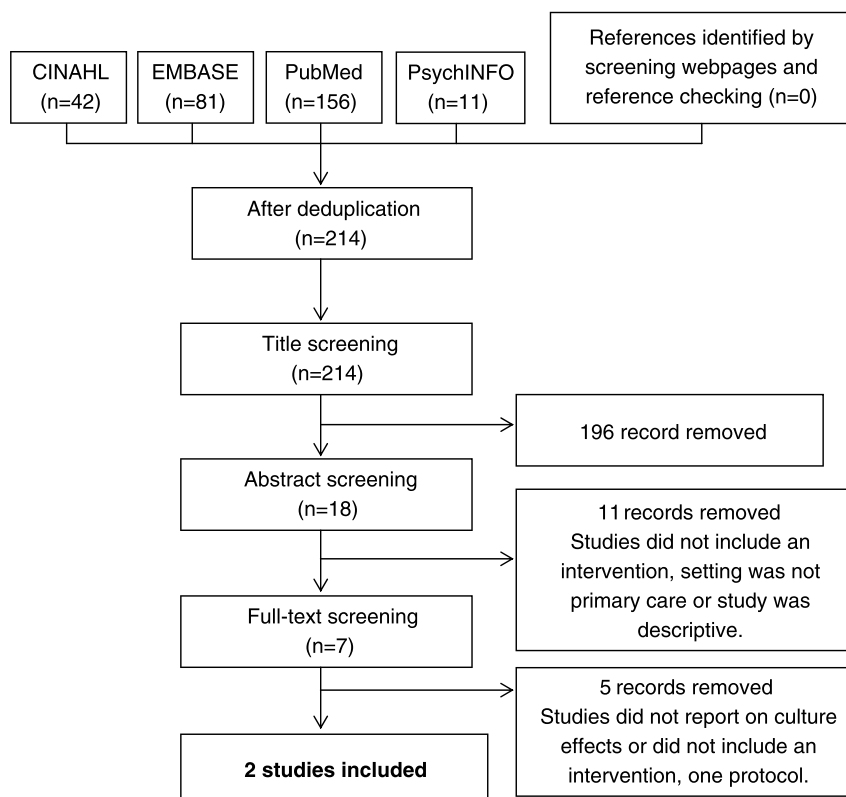 CINAHL
(n=42)
EMBASE
(n=81)
PubMed
(n=156)
PsychINFO
(n=11)
References identified by
screening webpages and
reference checking (n=0)
After deduplication
(n=214)
Title screening
(n=214)
196 record removed
Abstract screening
(n=18)
11 records removed
Studies did not include an
intervention, setting was not
primary care or study was
descriptive.
Full-text screening
(n=7)
5 records removed
Studies did not report on culture
effects or did not include an
intervention, one protocol.
2 studies included